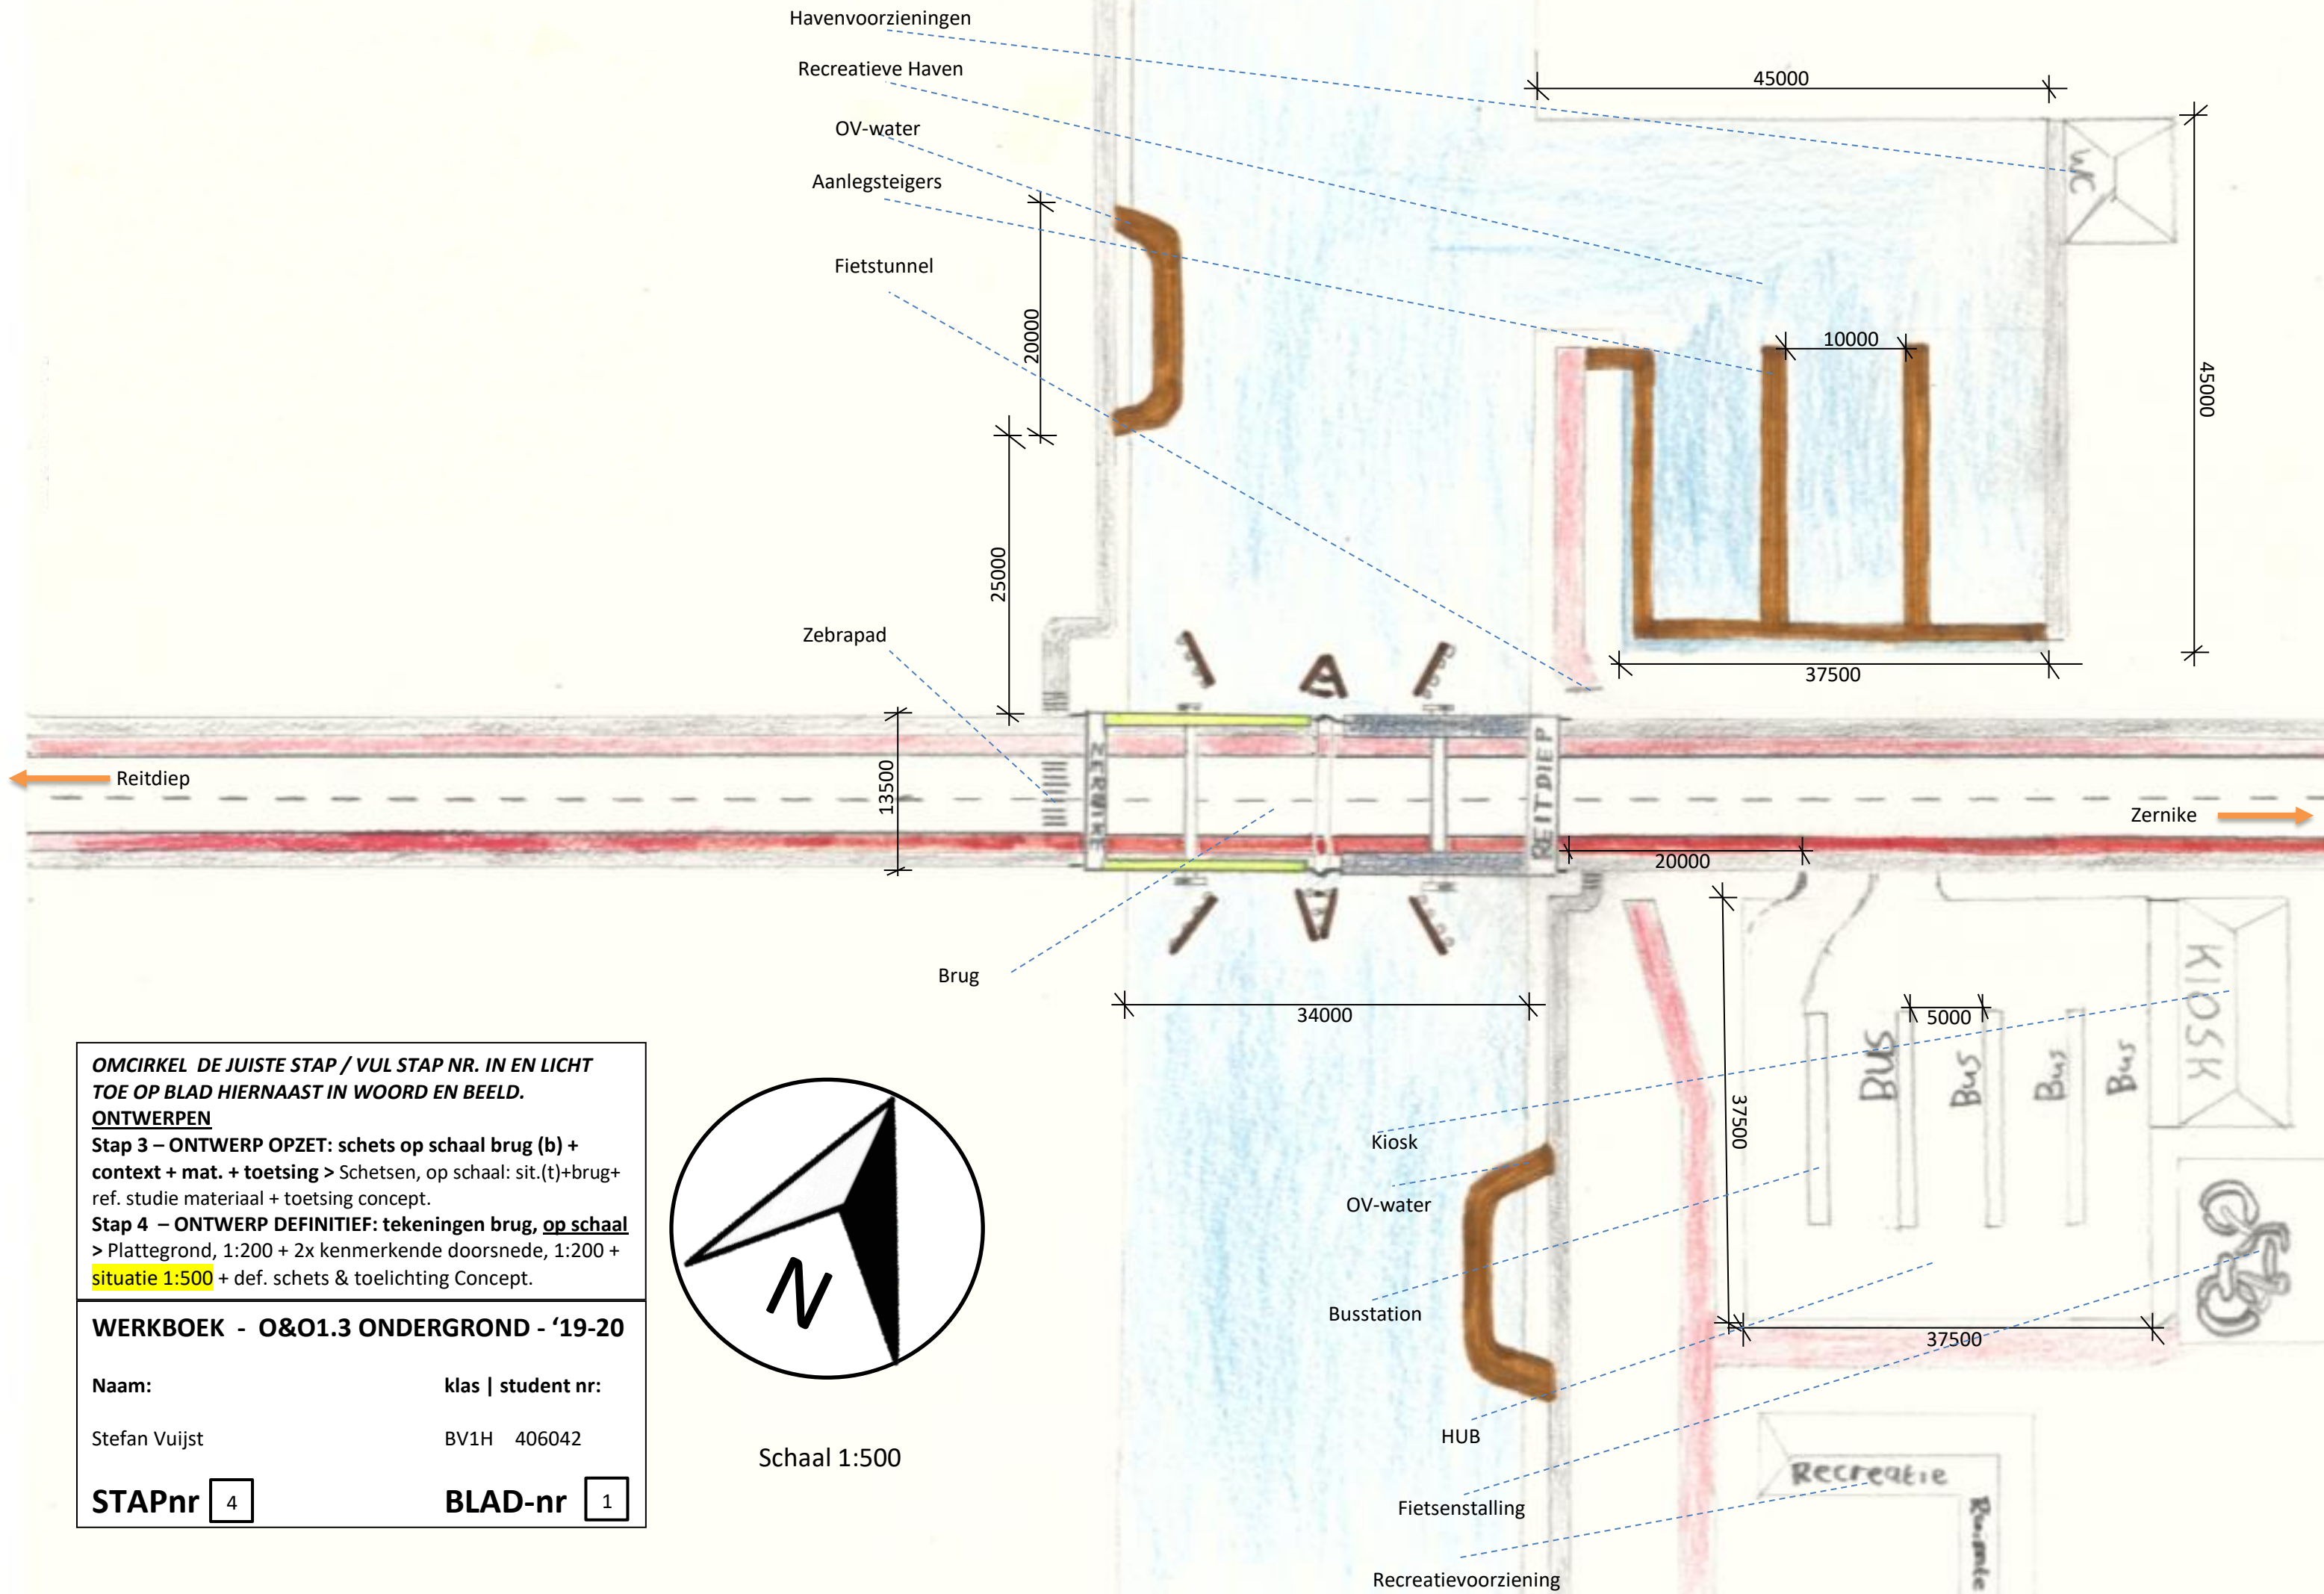 Havenvoorzieningen
Recreatieve Haven
OV-water
Aanlegsteigers
Fietstunnel
Zebrapad
45000
WC
45000
20000
10000
25000
37500
Reitdiep
13500
ZERNIKE
REITDIEP
Zernike
20000
Brug
34000
5000
BUS
Bus
Bus
Bus
KIOSK
37500
Kiosk
OV-water
Busstation
37500
HUB
Fietsenstalling
Recreatievoorziening
Recreatie
Ruimte
OMCIRKEL DE JUISTE STAP / VUL STAP NR. IN EN LICHT
TOE OP BLAD HIERNAAST IN WOORD EN BEELD.
ONTWERPEN
Stap 3 – ONTWERP OPZET: schets op schaal brug (b) +
context + mat. + toetsing > Schetsen, op schaal: sit.(t)+brug+
ref. studie materiaal + toetsing concept.
Stap 4 – ONTWERP DEFINITIEF: tekeningen brug, op schaal
> Plattegrond, 1:200 + 2x kenmerkende doorsnede, 1:200 +
situatie 1:500 + def. schets & toelichting Concept.
WERKBOEK - O&O1.3 ONDERGROND - ‘19-20
Naam: klas | student nr:
Stefan Vuijst BV1H 406042
STAPnr 4 BLAD-nr 1
N
Schaal 1:500